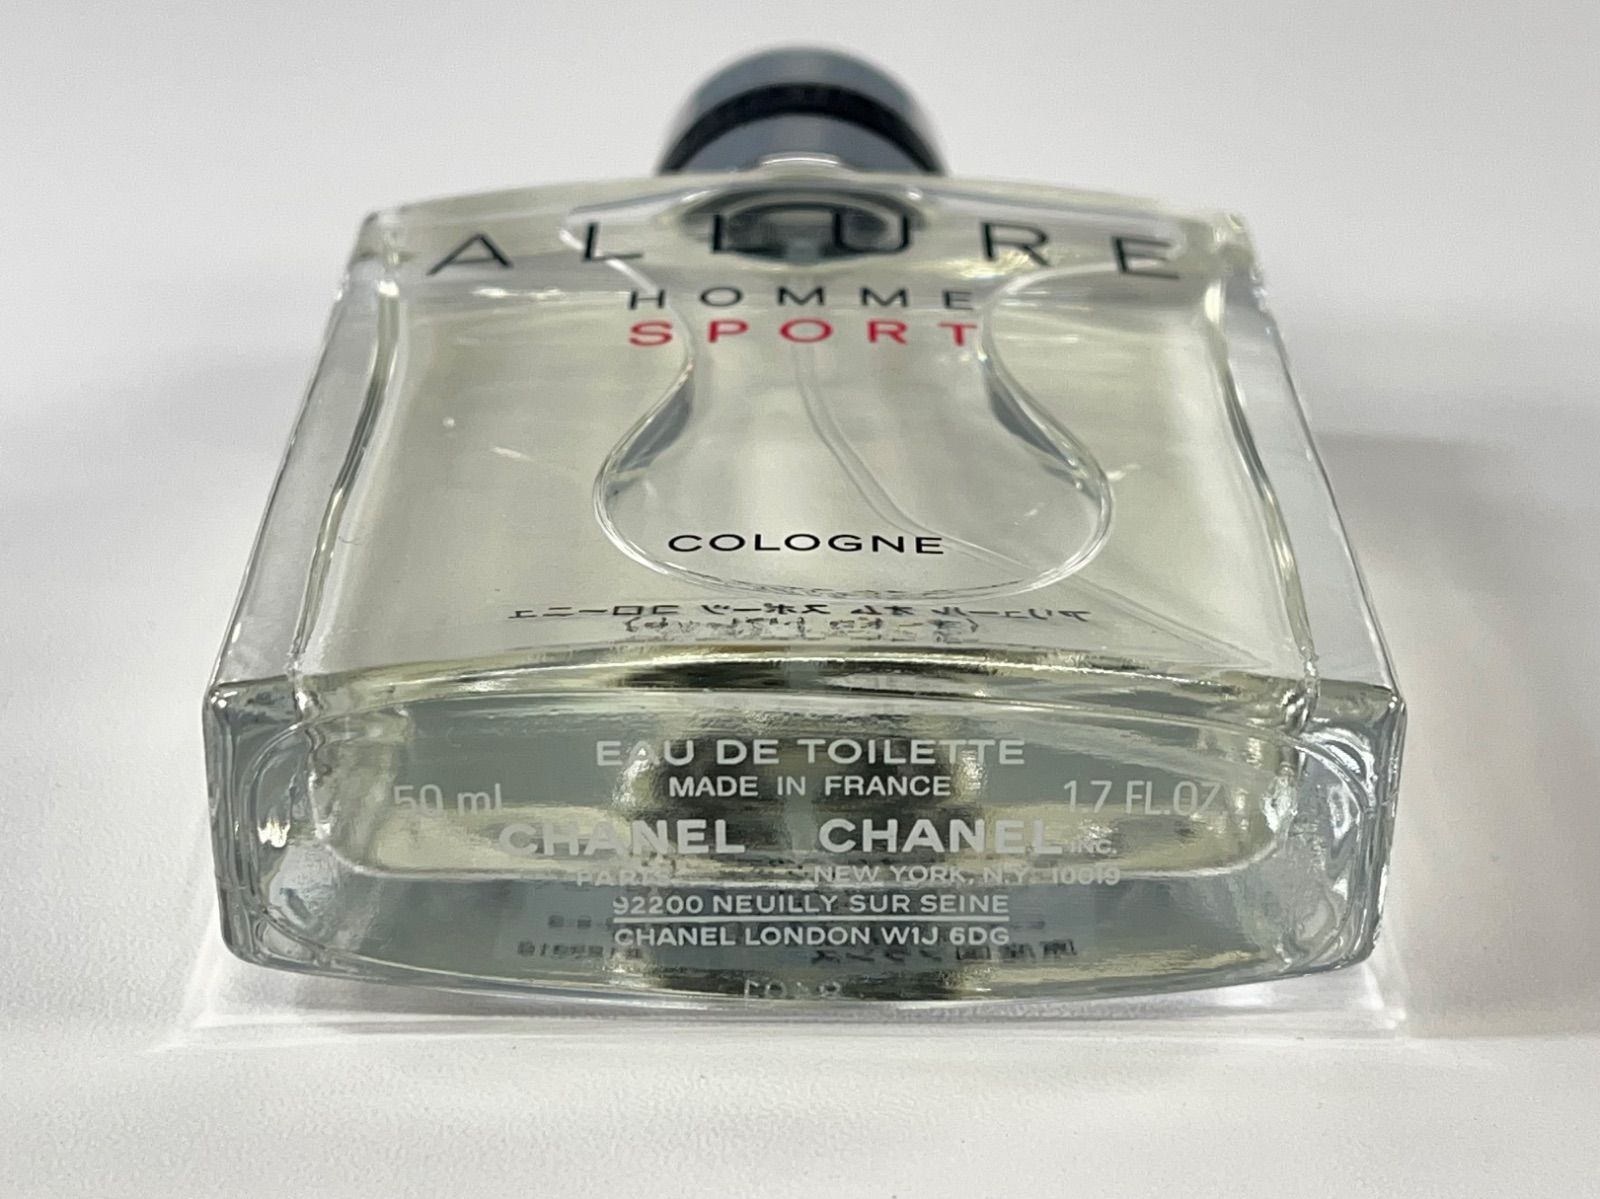 ALLURE
HOMME
SPORT
COLOGNE
EAU DE TOILETTE
MADE IN FRANCE
50 ml 1.7 FL.OZ
CHANEL CHANEL INC.
PARIS NEW YORK, N.Y. 10019
92200 NEUILLY SUR SEINE
CHANEL LONDON W1J 6DG